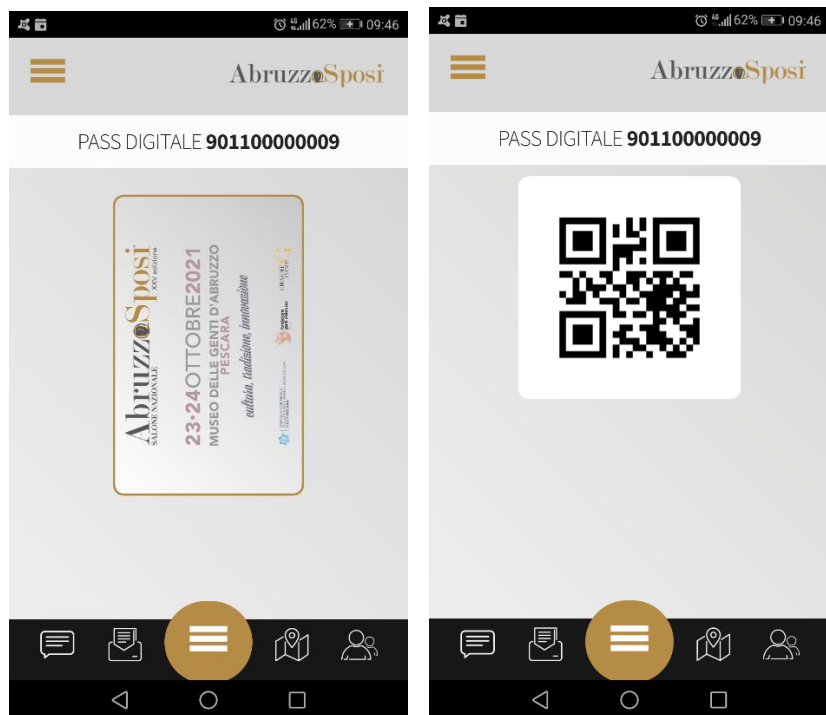 62% 09:46
AbruzzoSposi
PASS DIGITALE 901100000009
AbruzzoSposi
SALONE NAZIONALE XXV edizione
23·24OTTOBRE2021
MUSEO DELLE GENTI D'ABRUZZO
PESCARA
cultura, tradizione, innovazione
62% 09:46
AbruzzoSposi
PASS DIGITALE 901100000009